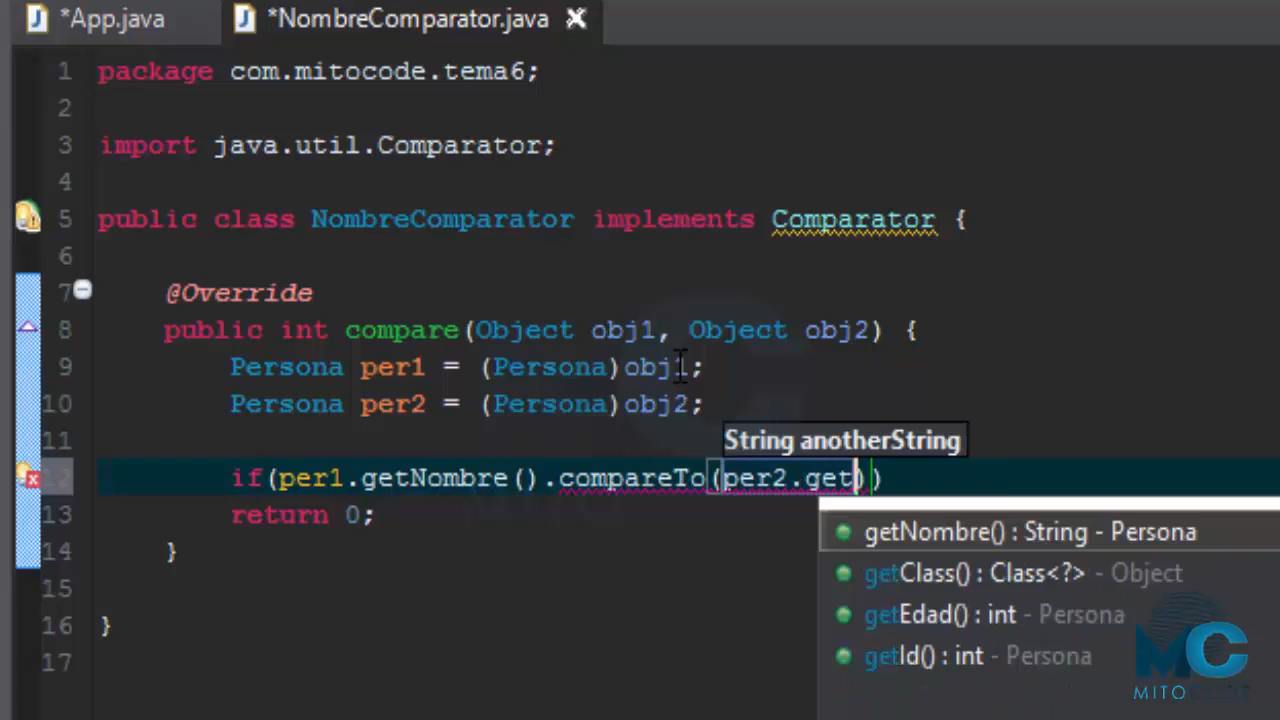 *App.java
*NombreComparator.java
1 package com.mitocode.tema6;
2
3 import java.util.Comparator;
4
5 public class NombreComparator implements Comparator {
6
7 @Override
8 public int compare(Object obj1, Object obj2) {
9 Persona per1 = (Persona)obj1;
10 Persona per2 = (Persona)obj2;
11
String anotherString
12 if(per1.getNombre().compareTo(per2.get))
13 return 0;
getNombre() : String - Persona
14 }
getClass() : Class<?> - Object
15
getEdad() : int - Persona
16 }
getId() : int - Persona
17
MC
MITOCODE